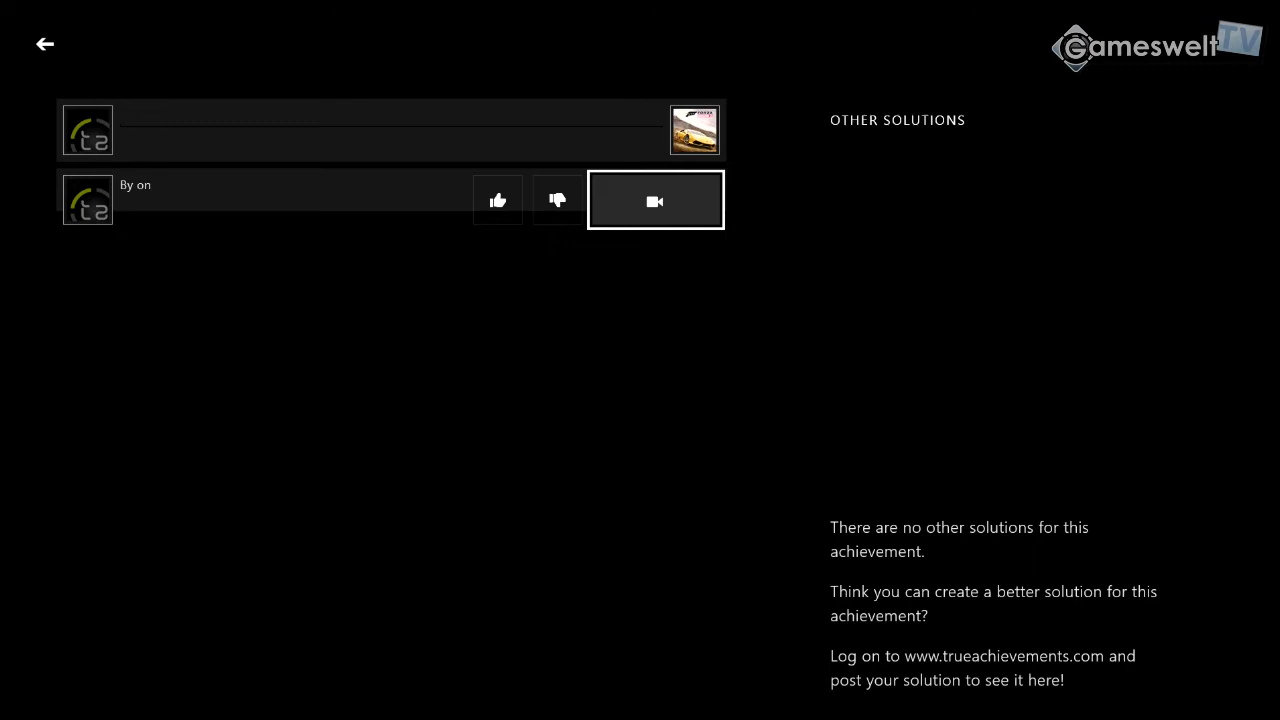 Gameswelt TV
OTHER SOLUTIONS
By on
There are no other solutions for this
achievement.
Think you can create a better solution for this
achievement?
Log on to www.trueachievements.com and
post your solution to see it here!